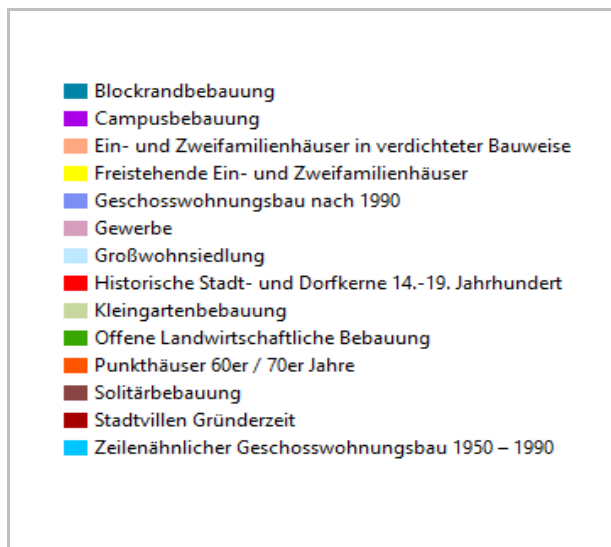 Blockrandbebauung
Campusbebauung
Ein- und Zweifamilienhäuser in verdichteter Bauweise
Freistehende Ein- und Zweifamilienhäuser
Geschosswohnungsbau nach 1990
Gewerbe
Großwohnsiedlung
Historische Stadt- und Dorfkerne 14.-19. Jahrhundert
Kleingartenbebauung
Offene Landwirtschaftliche Bebauung
Punkthäuser 60er / 70er Jahre
Solitärbebauung
Stadtvillen Gründerzeit
Zeilenähnlicher Geschosswohnungsbau 1950 – 1990